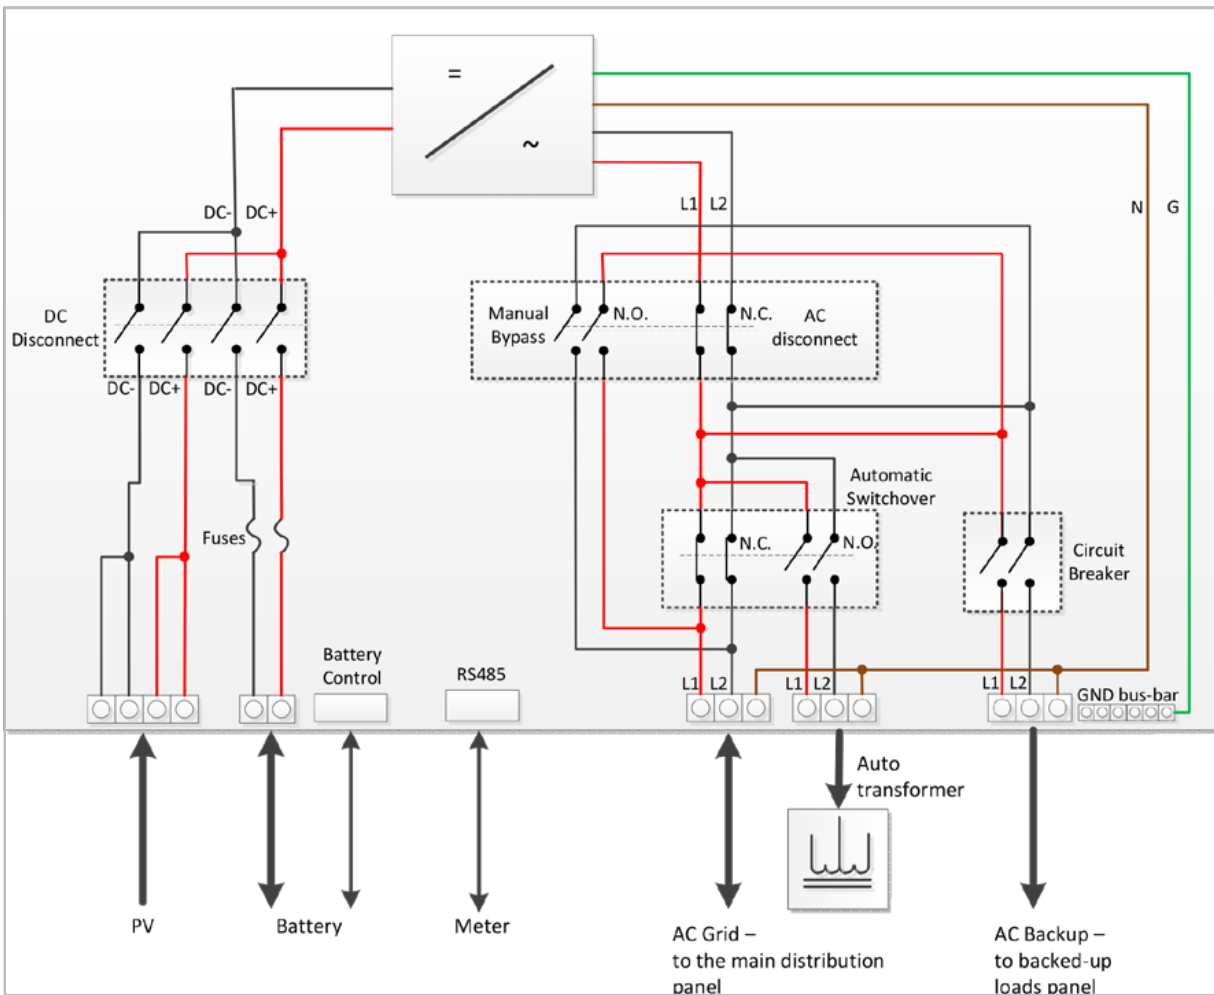 =
~
DC- DC+
L1 L2
N G
DC
Disconnect
Manual
Bypass
N.O.
N.C.
AC
disconnect
DC- DC+ DC- DC+
Automatic
Switchover
Fuses
N.C.
N.O.
Circuit
Breaker
Battery
Control
RS485
L1 L2
L1 L2
L1 L2
GND bus-bar
Auto
transformer
PV
Battery
Meter
AC Grid –
to the main distribution
panel
AC Backup –
to backed-up
loads panel